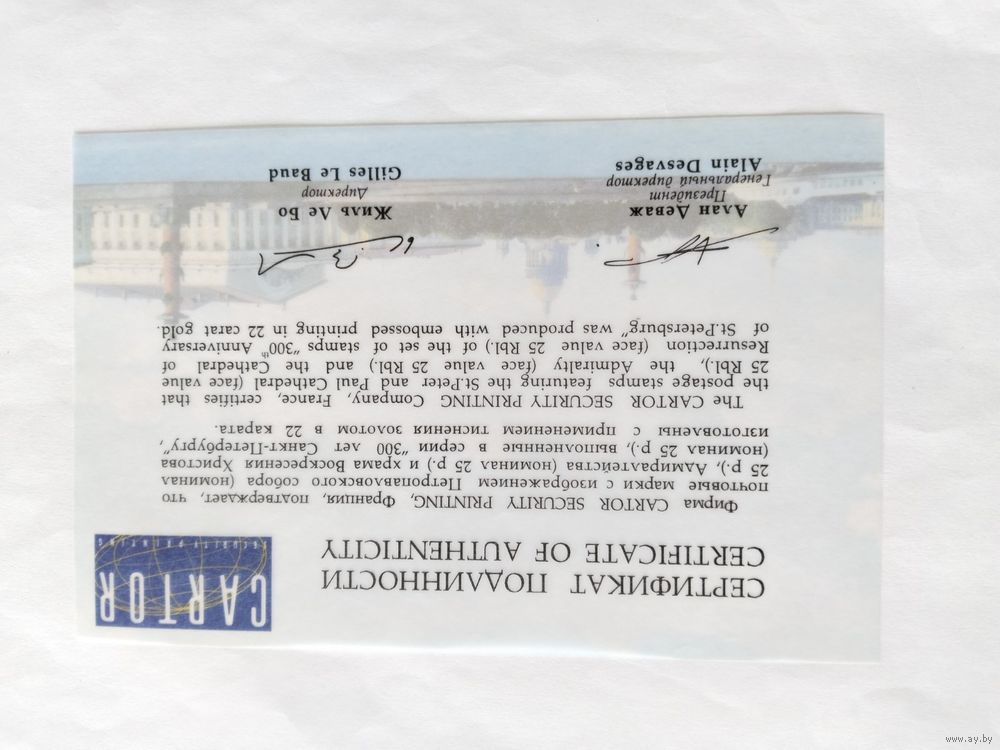 CARTOR
SECURITY PRINTING
СЕРТИФИКАТ ПОДЛИННОСТИ
CERTIFICATE OF AUTHENTICITY
Фирма CARTOR SECURITY PRINTING, Франция, подтверждает, что
почтовые марки с изображением Петропавловского собора (номинал
25 р.), Адмиралтейства (номинал 25 р.) и храма Воскресения Христова
(номинал 25 р.), выполненные в серии "300 лет Санкт-Петербургу",
изготовлены с применением тиснения золотом в 22 карата.
The CARTOR SECURITY PRINTING Company, France, certifies that
the postage stamps featuring the St.Peter and Paul Cathedral (face value
25 Rbl.), the Admiralty (face value 25 Rbl.) and the Cathedral of
Resurrection (face value 25 Rbl.) of the set of stamps "300th Anniversary
of St.Petersburg" was produced with embossed printing in 22 carat gold.
Алан Деваж
Президент
Генеральный директор
Alain Desvages
Жиль Ле Бо
Директор
Gilles Le Baud
www.ay.by